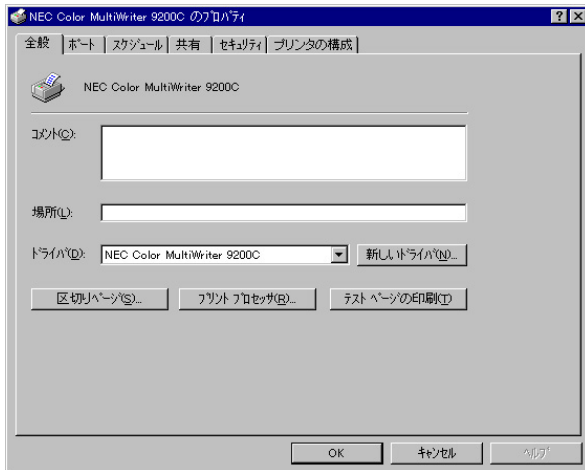 NEC Color MultiWriter 9200C のプロパティ
全般 ポート スケジュール 共有 セキュリティ プリンタの構成
NEC Color MultiWriter 9200C
コメント(C):
場所(L):
ドライバ(D): NEC Color MultiWriter 9200C 新しいドライバ(N)...
区切りページ(S)... プリント プロセッサ(R)... テスト ページの印刷(T)
OK キャンセル ヘルプ